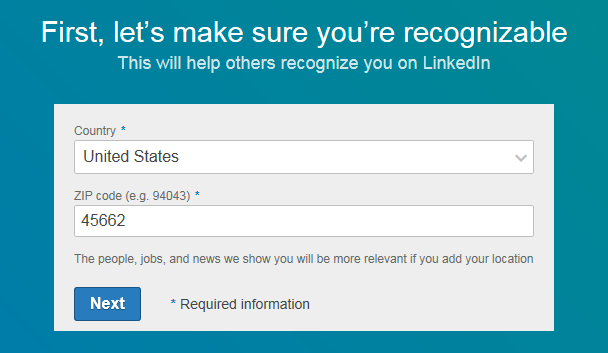 First, let’s make sure you’re recognizable
This will help others recognize you on LinkedIn
Country *
United States
ZIP code (e.g. 94043) *
45662
The people, jobs, and news we show you will be more relevant if you add your location
Next
* Required information